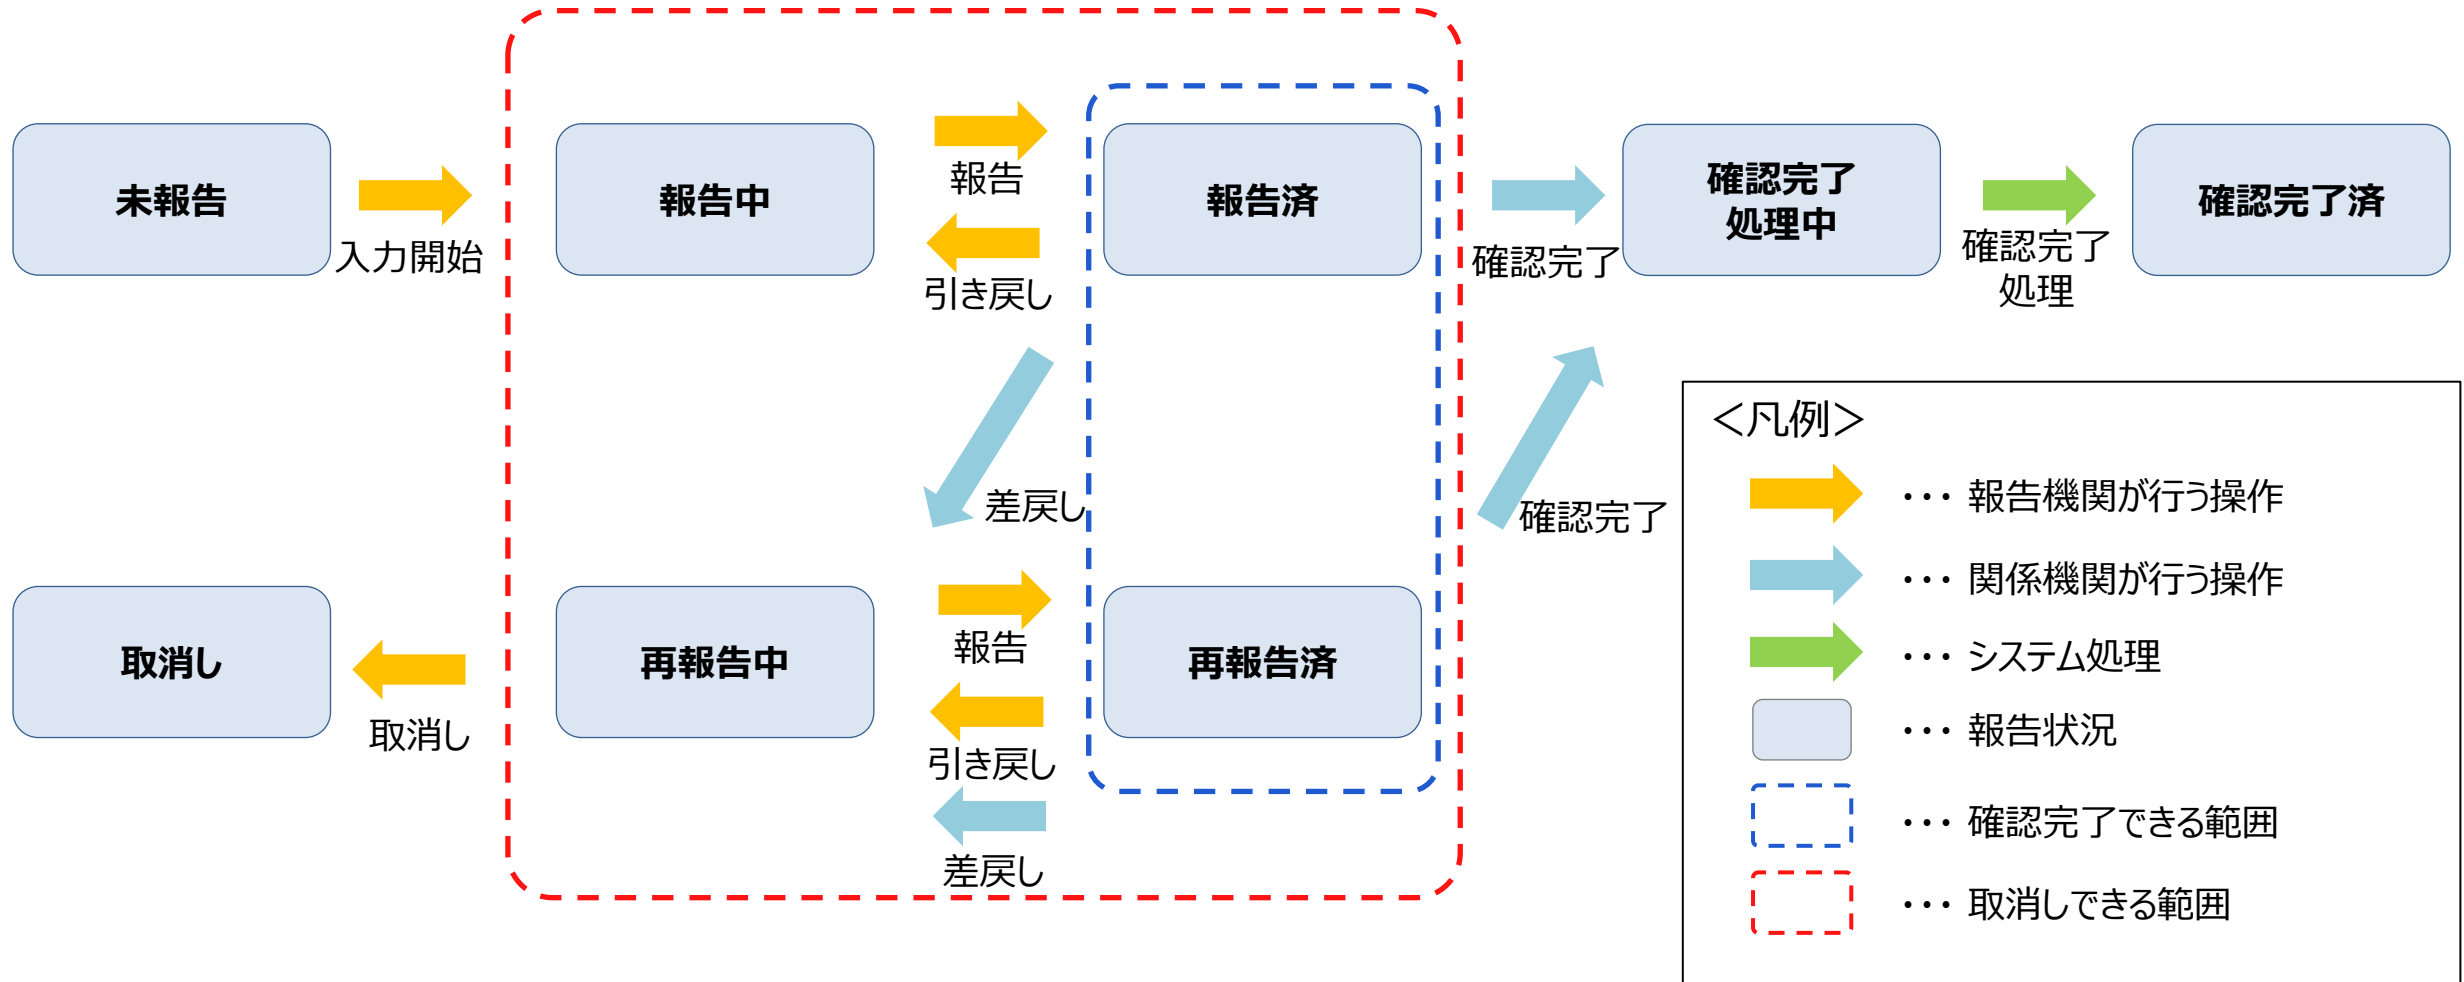 未報告
入力開始
報告中
報告
引き戻し
報告済
確認完了
確認完了
処理中
確認完了
処理
確認完了済
差戻し
確認完了
取消し
取消し
再報告中
報告
引き戻し
差戻し
再報告済
＜凡例＞
・・・ 報告機関が行う操作
・・・ 関係機関が行う操作
・・・ システム処理
・・・ 報告状況
・・・ 確認完了できる範囲
・・・ 取消しできる範囲